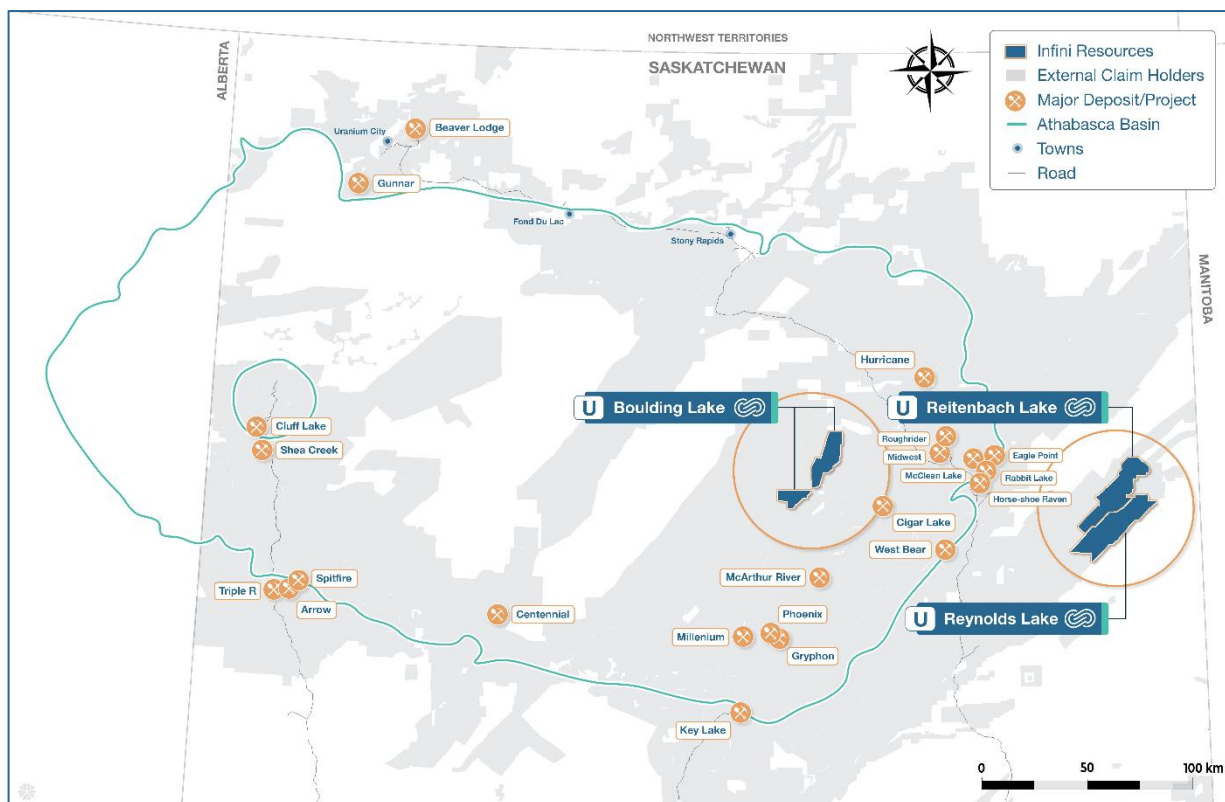 NORTHWEST TERRITORIES
SASKATCHEWAN
ALBERTA
MANITOBA
Infini Resources
External Claim Holders
Major Deposit/Project
Athabasca Basin
Towns
Road
Uranium City
Beaver Lodge
Gunnar
Fond Du Lac
Stony Rapids
Hurricane
U Boulding Lake
U Reitenbach Lake
Cluff Lake
Shea Creek
Roughrider
Midwest
McClean Lake
Eagle Point
Rabbit Lake
Horse-shoe Raven
Cigar Lake
West Bear
McArthur River
Spitfire
Triple R
Arrow
Centennial
Phoenix
Millenium
Gryphon
U Reynolds Lake
Key Lake
0 50 100 km